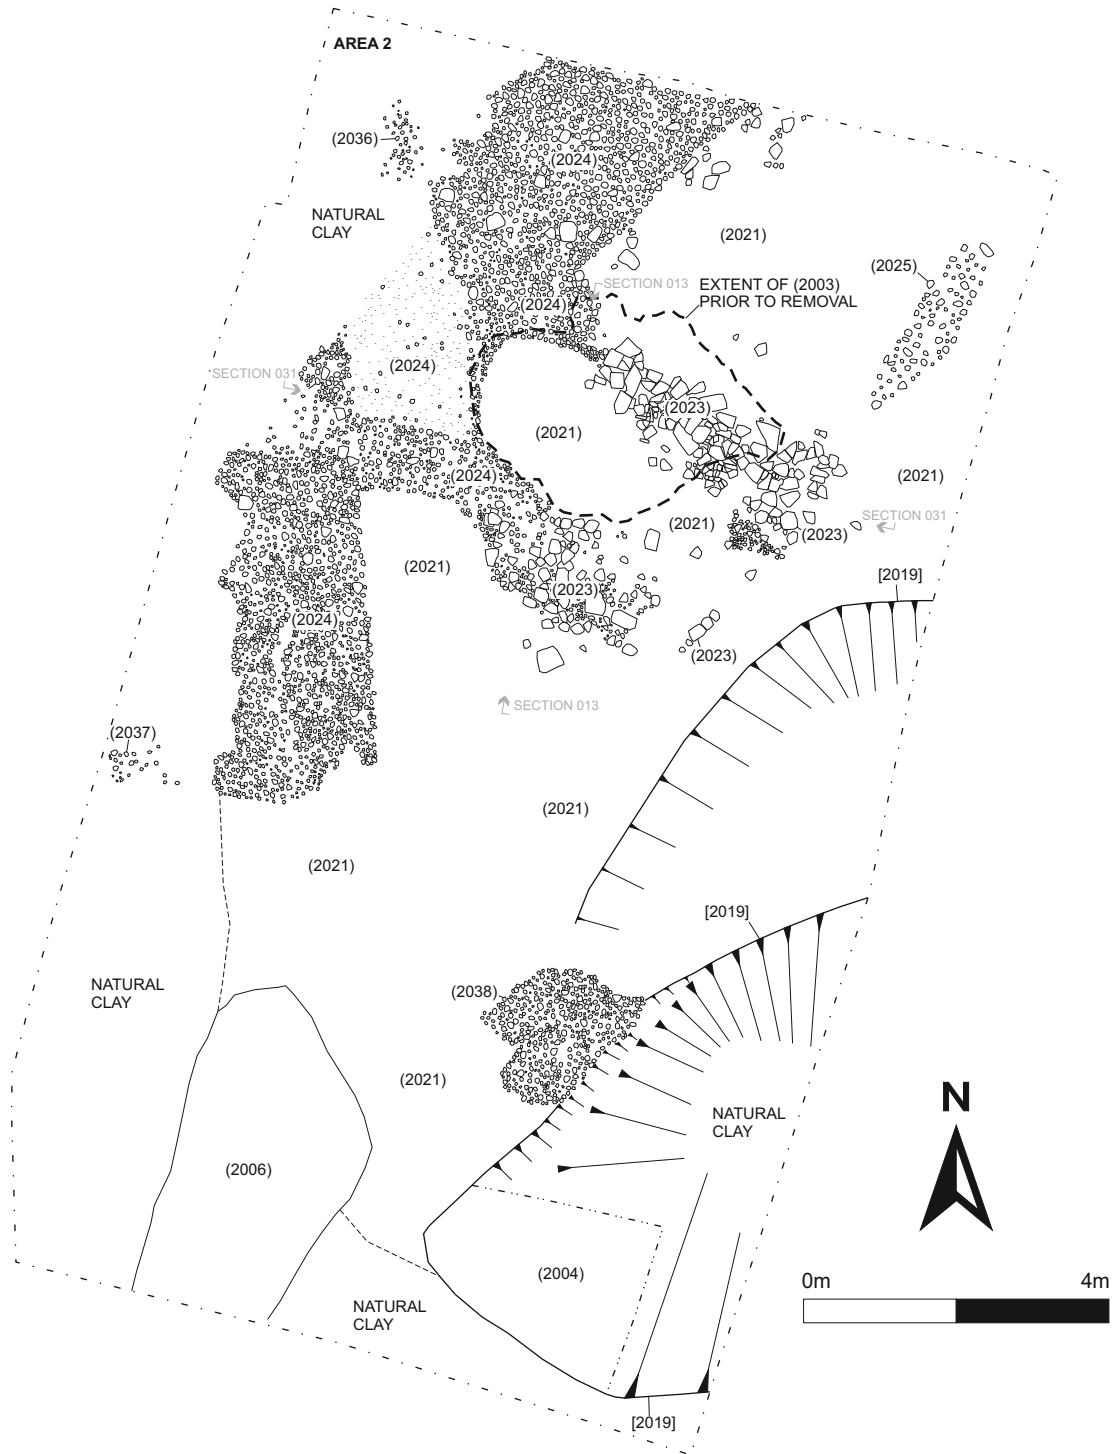 AREA 2
(2036)
(2024)
NATURAL
CLAY
(2021)
(2025)
SECTION 013
EXTENT OF (2003)
PRIOR TO REMOVAL
(2024)
(2024)
SECTION 031
(2023)
(2021)
(2024)
(2021)
SECTION 031
(2021)
(2023)
(2021)
[2019]
(2023)
(2024)
(2023)
SECTION 013
(2037)
(2021)
(2021)
[2019]
NATURAL
CLAY
(2038)
(2021)
N
NATURAL
CLAY
(2006)
(2004)
0m
4m
NATURAL
CLAY
[2019]